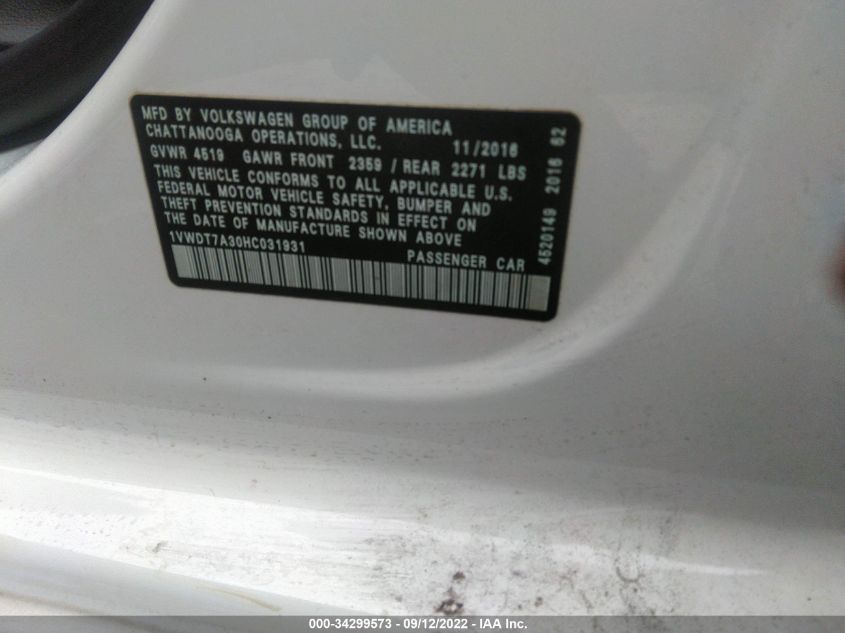 MFD BY VOLKSWAGEN GROUP OF AMERICA
CHATTANOOGA OPERATIONS, LLC. 11/2016
GVWR 4519 GAWR FRONT 2359 / REAR 2271 LBS
THIS VEHICLE CONFORMS TO ALL APPLICABLE U.S.
FEDERAL MOTOR VEHICLE SAFETY, BUMPER AND
THEFT PREVENTION STANDARDS IN EFFECT ON
THE DATE OF MANUFACTURE SHOWN ABOVE
1VWDT7A30HC031931
PASSENGER CAR
4520149 2016 62
000-34299573 - 09/12/2022 - © IAA Inc.